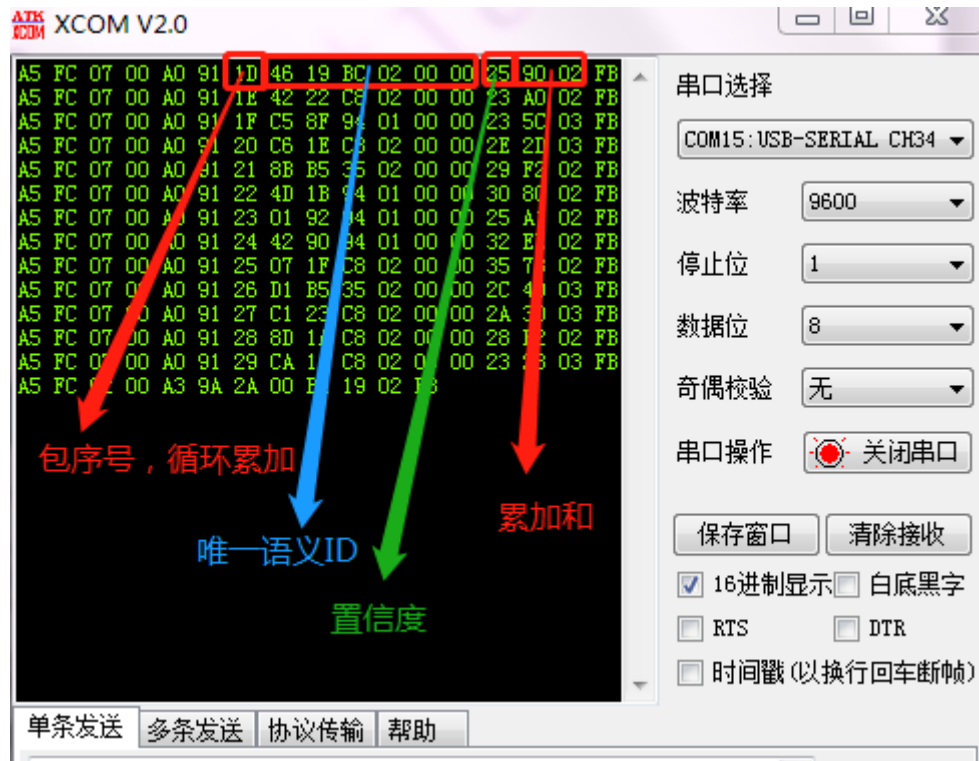 XCOM V2.0
A5 FC 07 00 A0 91 1D 46 19 BC 02 00 00 25 90 02 FB
A5 FC 07 00 A0 91 1E 42 22 C8 02 00 00 23 A0 02 FB
A5 FC 07 00 A0 91 1F C5 8F 94 01 00 00 23 5C 03 FB
A5 FC 07 00 A0 91 20 C6 1E C8 02 00 00 2E 2D 03 FB
A5 FC 07 00 A0 91 21 8B B5 35 02 00 00 29 F2 02 FB
A5 FC 07 00 A0 91 22 4D 1B 94 01 00 00 30 80 02 FB
A5 FC 07 00 A0 91 23 01 92 94 01 00 00 25 A1 02 FB
A5 FC 07 00 A0 91 24 42 90 94 01 00 00 32 EE 02 FB
A5 FC 07 00 A0 91 25 07 1F C8 02 00 00 35 7B 02 FB
A5 FC 07 00 A0 91 26 D1 B5 35 02 00 00 2C 40 03 FB
A5 FC 07 00 A0 91 27 C1 23 C8 02 00 00 2A 30 03 FB
A5 FC 07 00 A0 91 28 8D 1A C8 02 00 00 28 F2 02 FB
A5 FC 07 00 A0 91 29 CA C8 02 00 00 23 03 FB
A5 FC 02 00 A3 9A 2A 00 B2 19 02 FB
包序号，循环累加
唯一语义ID
置信度
累加和
串口选择
COM15:USB-SERIAL CH34
波特率 9600
停止位 1
数据位 8
奇偶校验 无
串口操作 关闭串口
保存窗口 清除接收
16进制显示 白底黑字
RTS DTR
时间戳(以换行回车断帧)
单条发送 多条发送 协议传输 帮助